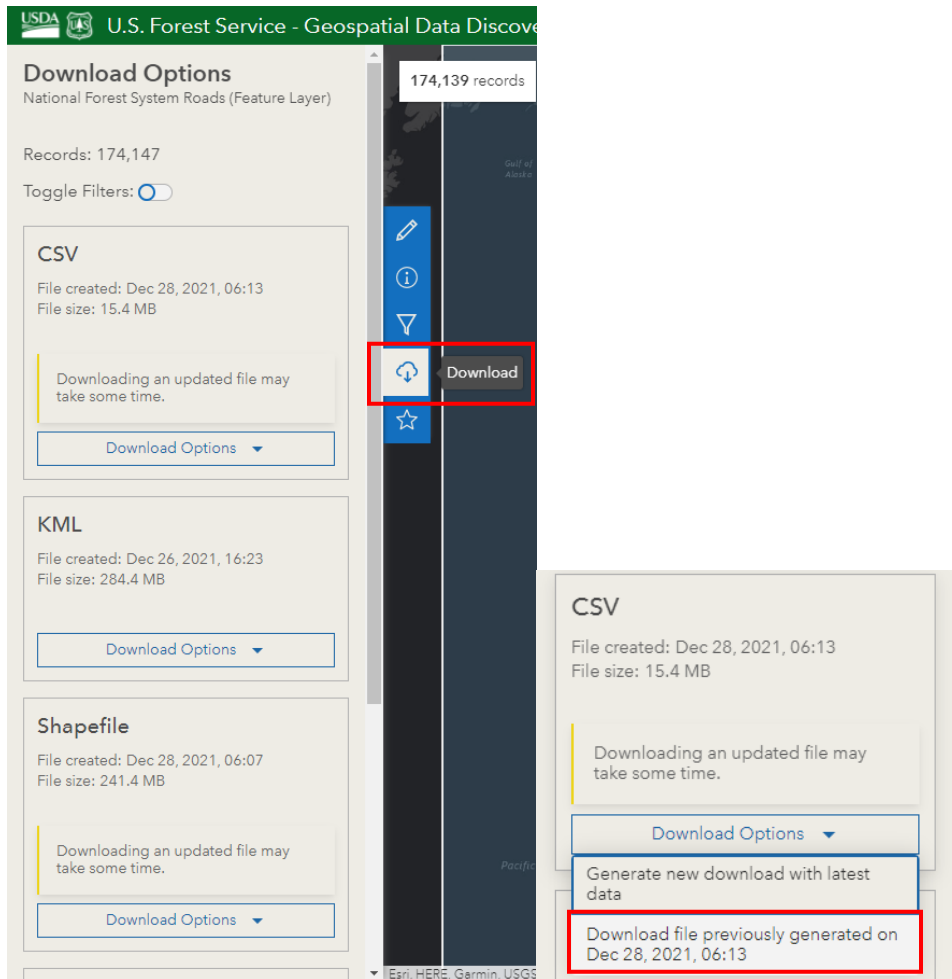 USDA U.S. Forest Service - Geospatial Data Discove
Download Options
National Forest System Roads (Feature Layer)
Records: 174,147
Toggle Filters:
CSV
File created: Dec 28, 2021, 06:13
File size: 15.4 MB
Downloading an updated file may
take some time.
Download Options
KML
File created: Dec 26, 2021, 16:23
File size: 284.4 MB
Download Options
Shapefile
File created: Dec 28, 2021, 06:07
File size: 241.4 MB
Downloading an updated file may
take some time.
Download Options
174,139 records
Gulf of
Alaska
Download
Pacific
Esri, HERE, Garmin, USGS
CSV
File created: Dec 28, 2021, 06:13
File size: 15.4 MB
Downloading an updated file may
take some time.
Download Options
Generate new download with latest
data
Download file previously generated on
Dec 28, 2021, 06:13